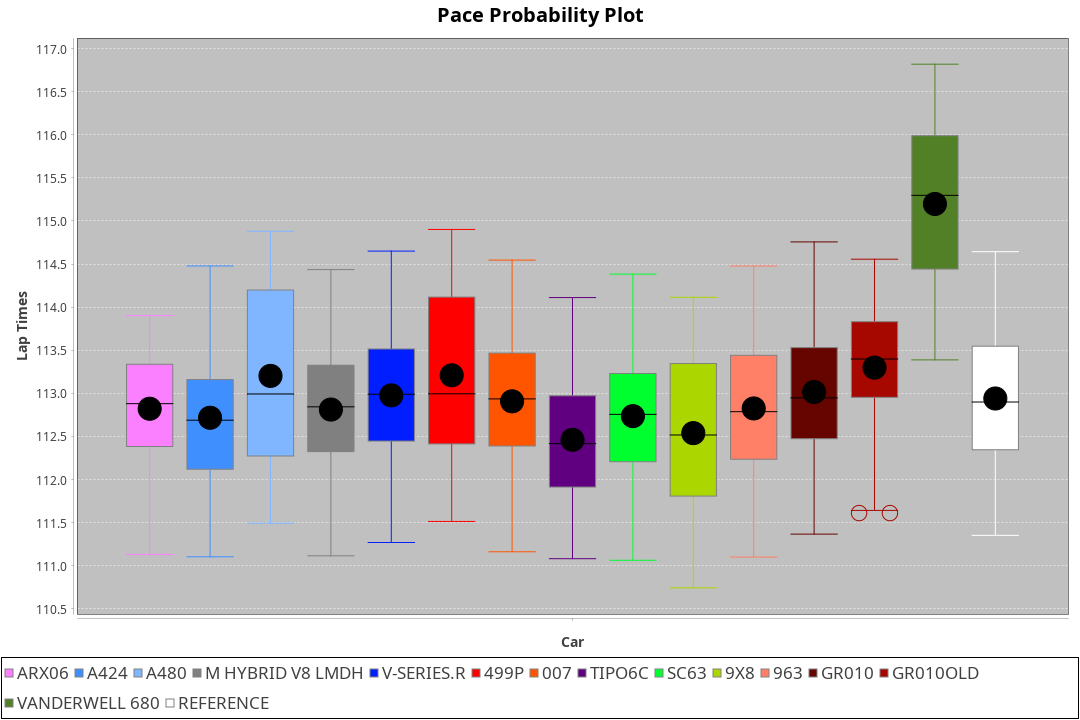 Pace Probability Plot
117.0
116.5
116.0
115.5
115.0
114.5
114.0
113.5
113.0
112.5
112.0
111.5
111.0
110.5
Lap Times
Car
ARX06 A424 A480 M HYBRID V8 LMDH V-SERIES.R 499P 007 TIPO6C SC63 9X8 963 GR010 GR010OLD
VANDERWELL 680 REFERENCE